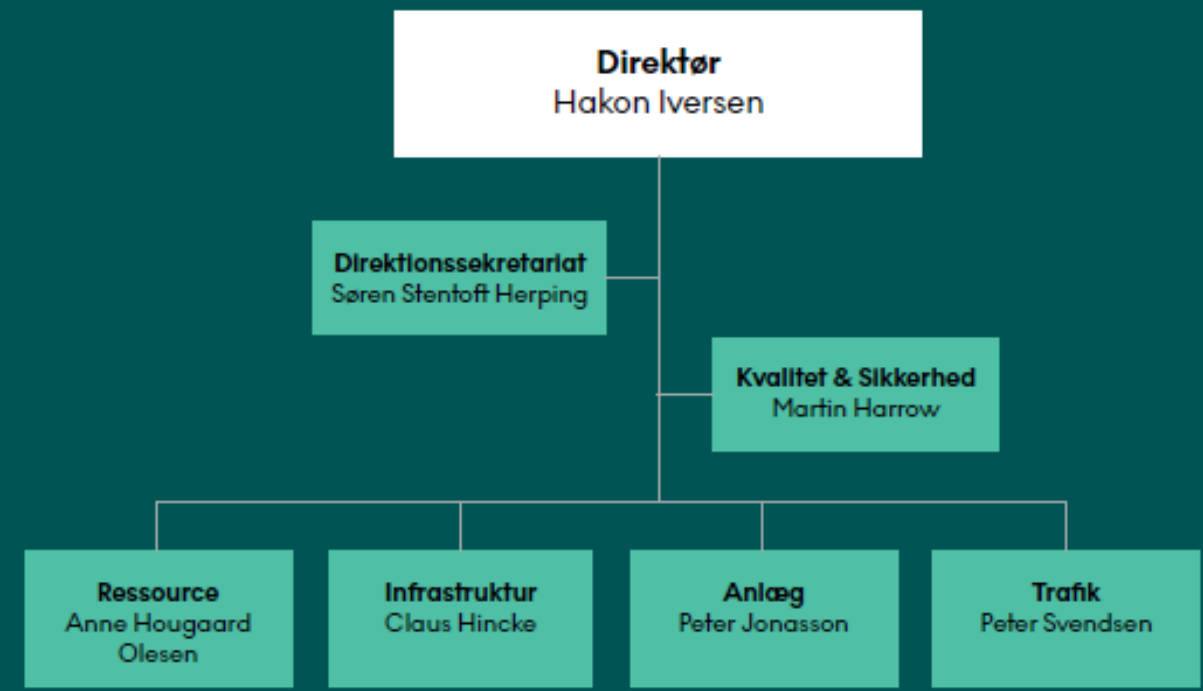 Direktør
Hakon Iversen
Direktionssekretariat
Søren Stentoft Herping
Kvalitet & Sikkerhed
Martin Harrow
Ressource
Anne Hougaard
Olesen
Infrastruktur
Claus Hincke
Anlæg
Peter Jonasson
Trafik
Peter Svendsen